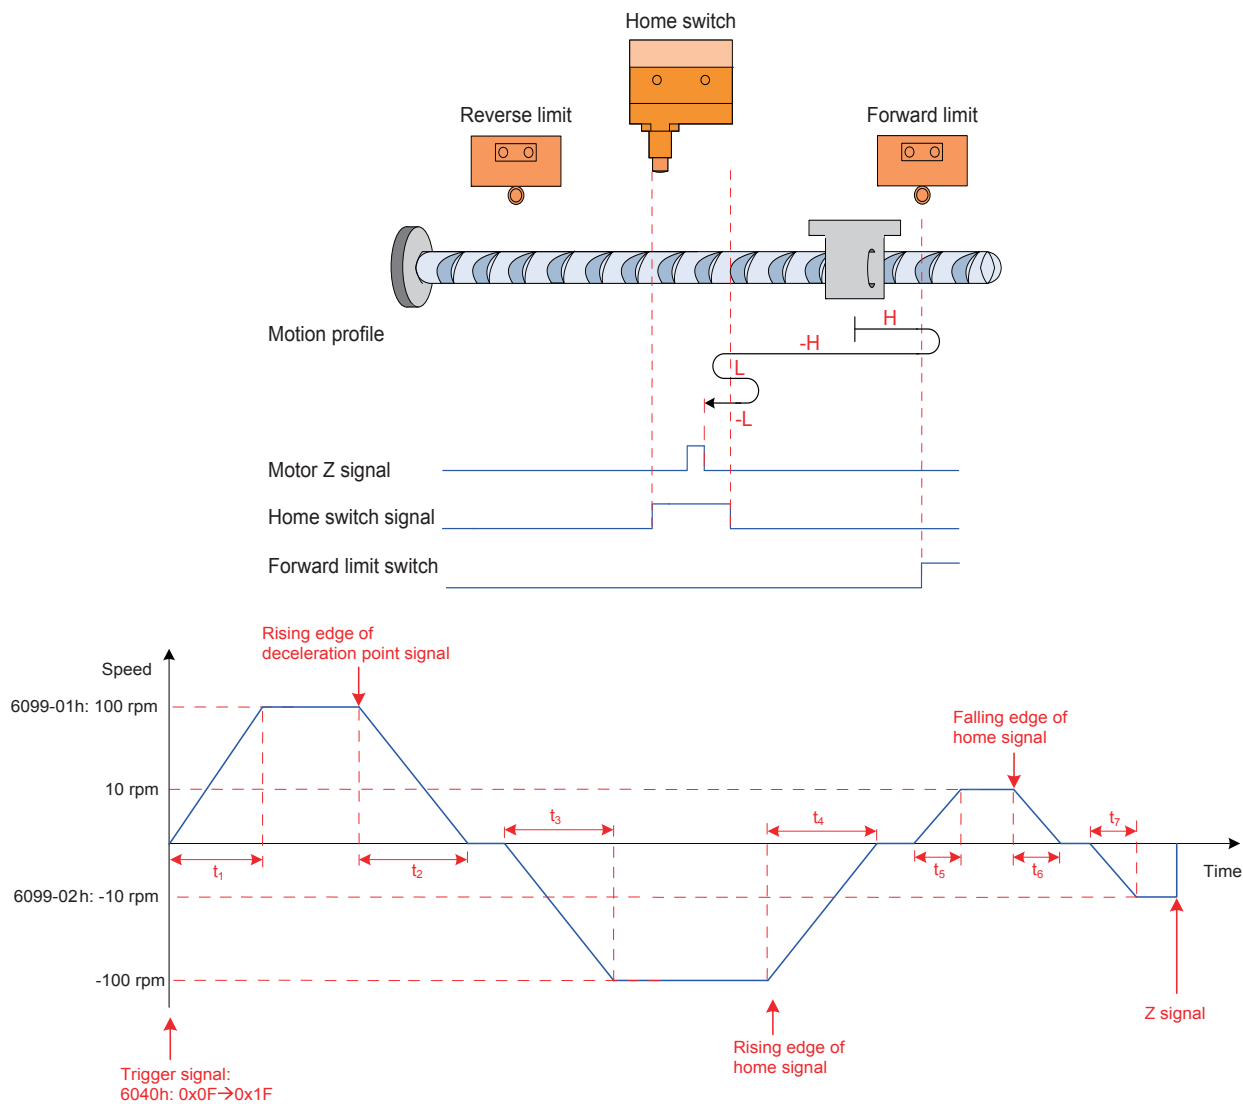 Home switch
Reverse limit
Forward limit
Motion profile
H
-H
L
-L
Motor Z signal
Home switch signal
Forward limit switch
Rising edge of
deceleration point signal
Speed
6099-01h: 100 rpm
Falling edge of
home signal
10 rpm
t3
t4
t7
t1
t2
t5
t6
Time
6099-02h: -10 rpm
-100 rpm
Z signal
Rising edge of
home signal
Trigger signal:
6040h: 0x0F→0x1F